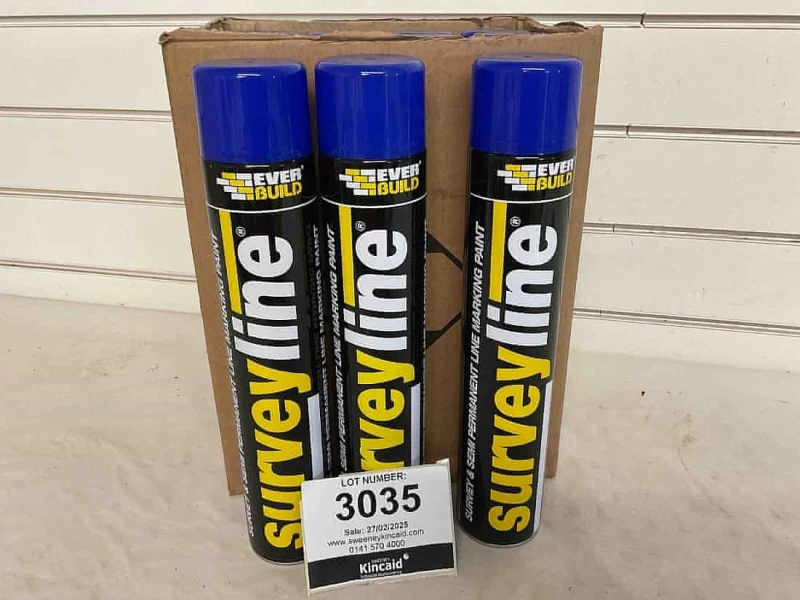 EVER
BUILD
surveyline®
SURVEY & SEMI PERMANENT LINE MARKING PAINT
EVER
BUILD
surveyline®
SURVEY & SEMI PERMANENT LINE MARKING PAINT
EVER
BUILD
surveyline®
SURVEY & SEMI PERMANENT LINE MARKING PAINT
LOT NUMBER:
3035
Sale: 27/02/2025
www.sweeneykincaid.com
0141 570 4000
SWEENEY
Kincaid